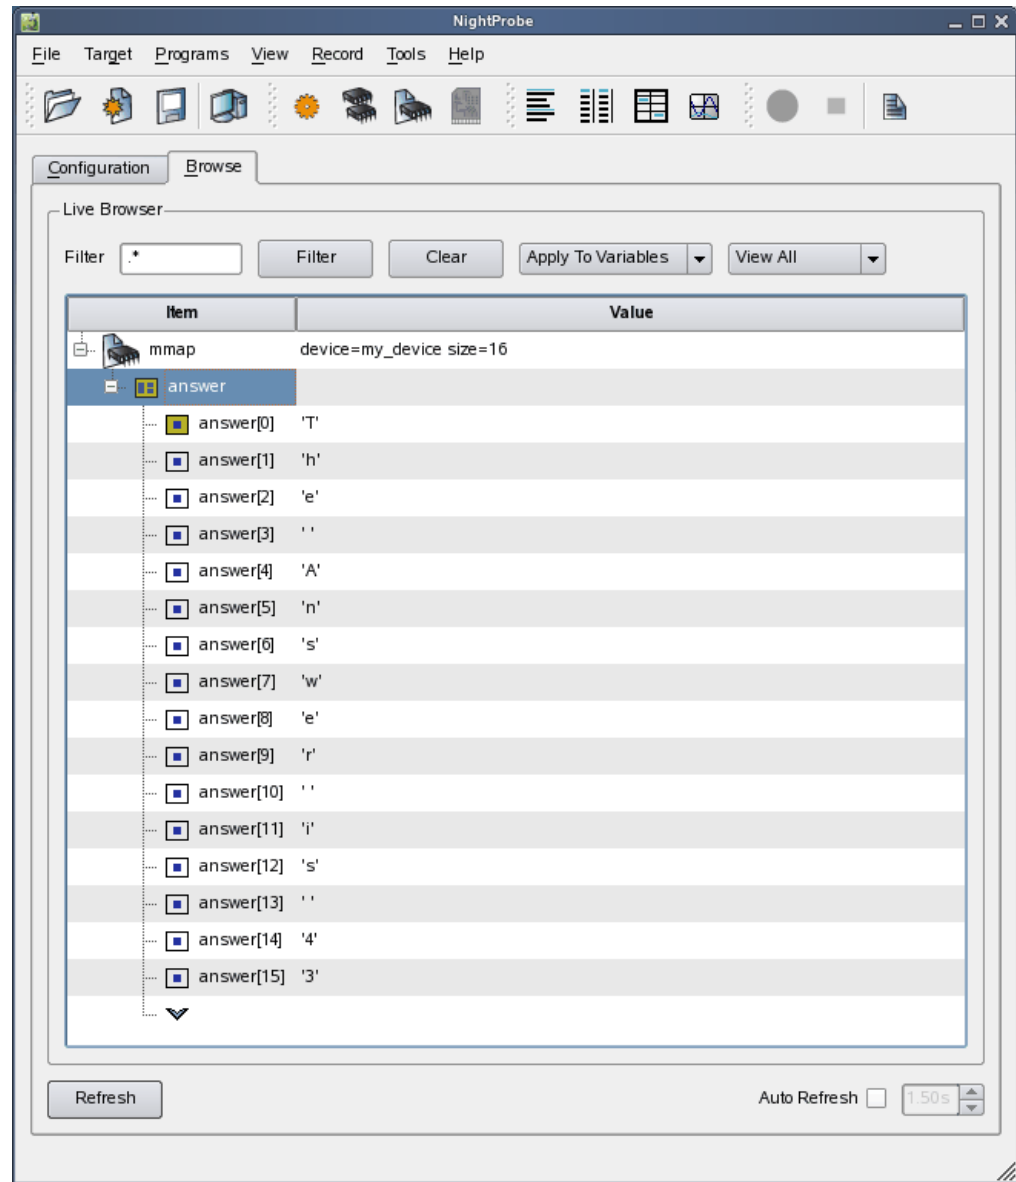 NightProbe
File Target Programs View Record Tools Help
Configuration Browse
Live Browser
Filter .* Filter Clear Apply To Variables View All
Item Value
mmap device=my_device size=16
answer
answer[0] 'T'
answer[1] 'h'
answer[2] 'e'
answer[3] ' '
answer[4] 'A'
answer[5] 'n'
answer[6] 's'
answer[7] 'w'
answer[8] 'e'
answer[9] 'r'
answer[10] ' '
answer[11] 'i'
answer[12] 's'
answer[13] ' '
answer[14] '4'
answer[15] '3'
Refresh Auto Refresh 1.50s